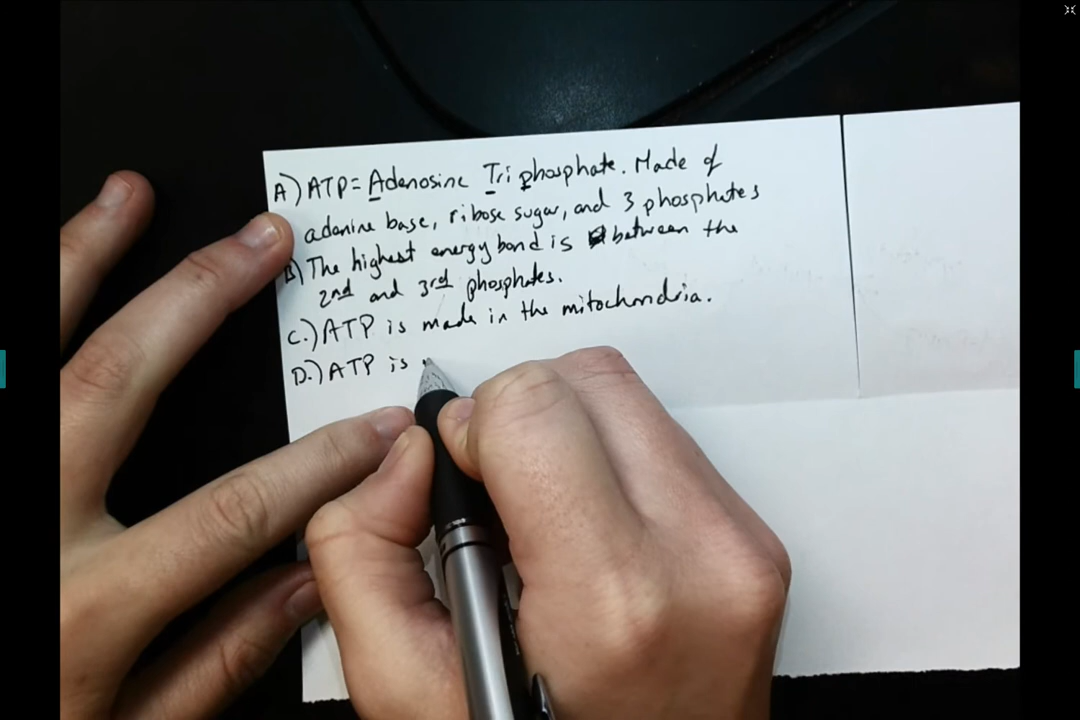 A) ATP = Adenosine Triphosphate. Made of
adenine base, ribose sugar, and 3 phosphates
B) The highest energy bond is between the
2nd and 3rd phosphates.
C.) ATP is made in the mitochondria.
D.) ATP is